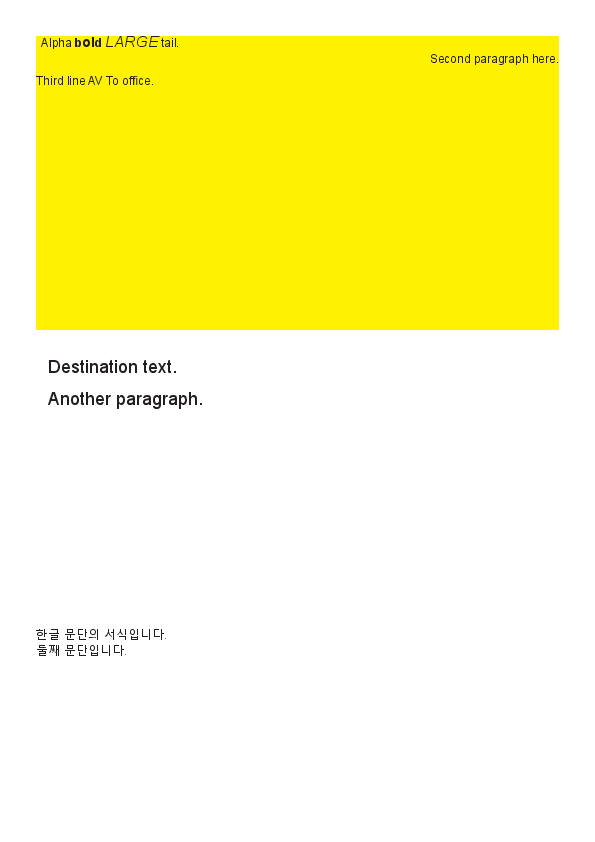 Alpha bold LARGE tail.
Second paragraph here.
Third line AV To office.
Destination text.
Another paragraph.
한글 문단의 서식입니다.
둘째 문단입니다.